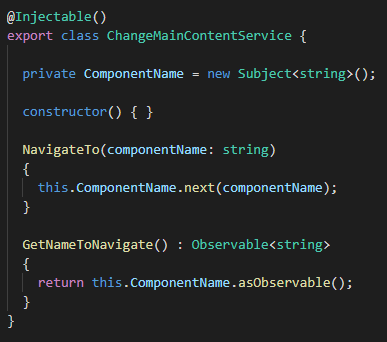 @Injectable()
export class ChangeMainContentService {
private ComponentName = new Subject<string>();
constructor() { }
NavigateTo(componentName: string)
{
this.ComponentName.next(componentName);
}
GetNameToNavigate() : Observable<string>
{
return this.ComponentName.asObservable();
}
}